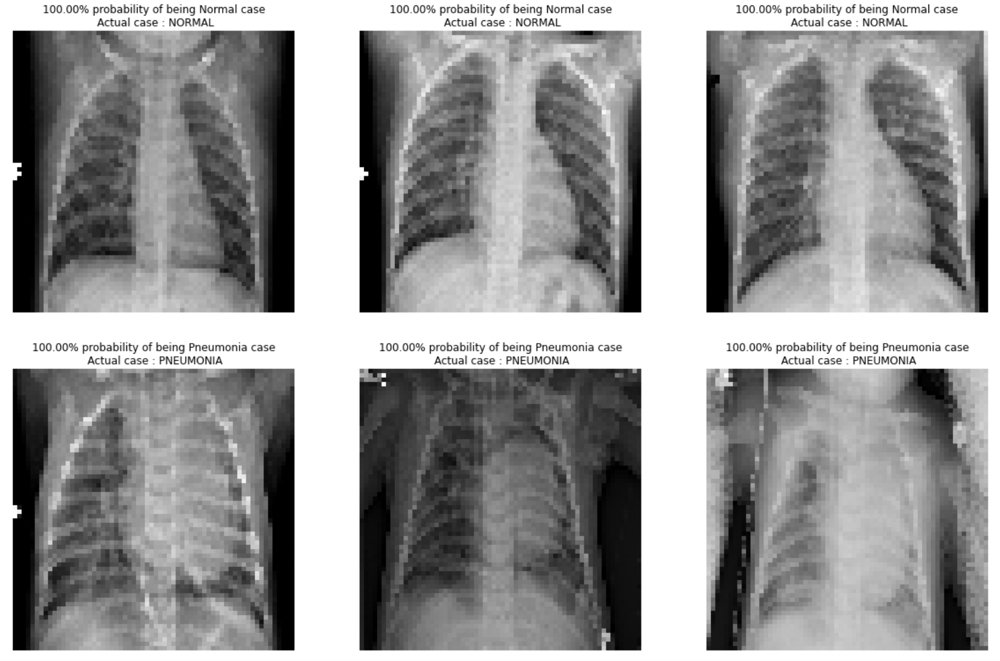 100.00% probability of being Normal case
Actual case : NORMAL
100.00% probability of being Normal case
Actual case : NORMAL
100.00% probability of being Normal case
Actual case : NORMAL
100.00% probability of being Pneumonia case
Actual case : PNEUMONIA
100.00% probability of being Pneumonia case
Actual case : PNEUMONIA
100.00% probability of being Pneumonia case
Actual case : PNEUMONIA